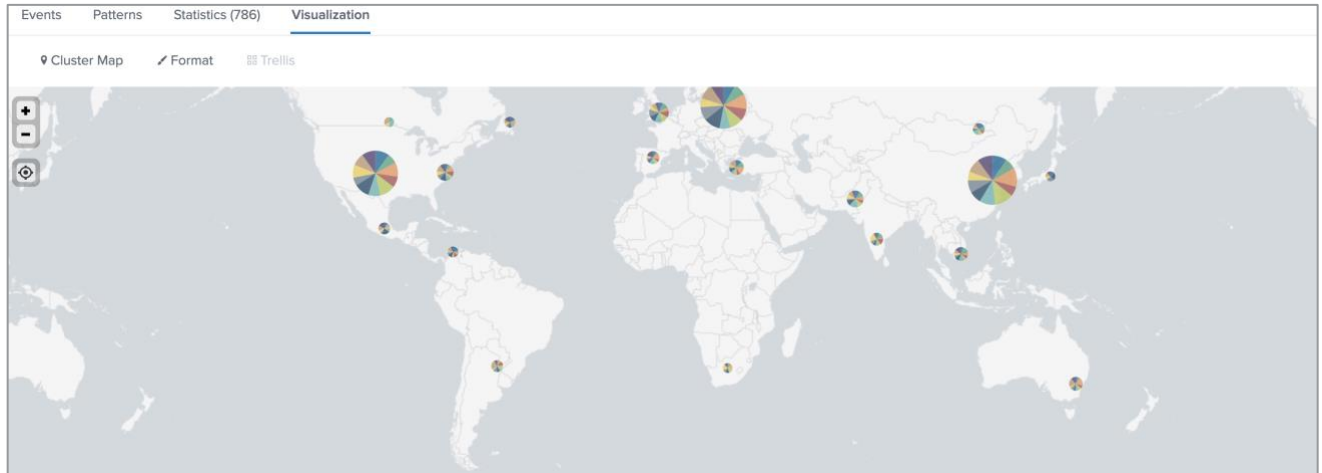 Events Patterns Statistics (786) Visualization
Cluster Map Format Trellis
+
-